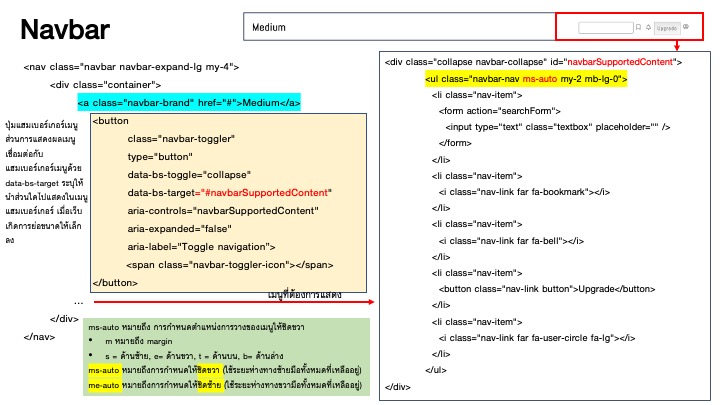 Navbar
Medium
Upgrade
<nav class="navbar navbar-expand-lg my-4">
<div class="container">
<a class="navbar-brand" href="#">Medium</a>
ปุ่มแฮมเบอร์เกอร์เมนู
ส่วนการแสดงผลเมนู
เชื่อมต่อกับ
แฮมเบอร์เกอร์เมนูด้วย
data-bs-target ระบุให้
นำส่วนใดไปแสดงในเมนู
แฮมเบอร์เกอร์ เมื่อเว็บ
เกิดการย่อขนาดให้เล็ก
ลง
<button
class="navbar-toggler"
type="button"
data-bs-toggle="collapse"
data-bs-target="#navbarSupportedContent"
aria-controls="navbarSupportedContent"
aria-expanded="false"
aria-label="Toggle navigation">
<span class="navbar-toggler-icon"></span>
</button>
... เมนูที่ต้องการแสดง
</div>
</nav>
ms-auto หมายถึง การกำหนดตำแหน่งการวางของเมนูให้ชิดขวา
• m หมายถึง margin
• s = ด้านซ้าย, e= ด้านขวา, t = ด้านบน, b= ด้านล่าง
ms-auto หมายถึงการกำหนดให้ชิดขวา (ใช้ระยะห่างทางซ้ายมือทั้งหมดที่เหลืออยู่)
me-auto หมายถึงการกำหนดให้ชิดซ้าย (ใช้ระยะห่างทางขวามือทั้งหมดที่เหลืออยู่)
<div class="collapse navbar-collapse" id="navbarSupportedContent">
<ul class="navbar-nav ms-auto my-2 mb-lg-0">
<li class="nav-item">
<form action="searchForm">
<input type="text" class="textbox" placeholder="" />
</form>
</li>
<li class="nav-item">
<i class="nav-link far fa-bookmark"></i>
</li>
<li class="nav-item">
<i class="nav-link far fa-bell"></i>
</li>
<li class="nav-item">
<button class="nav-link button">Upgrade</button>
</li>
<li class="nav-item">
<i class="nav-link far fa-user-circle fa-lg"></i>
</li>
</ul>
</div>